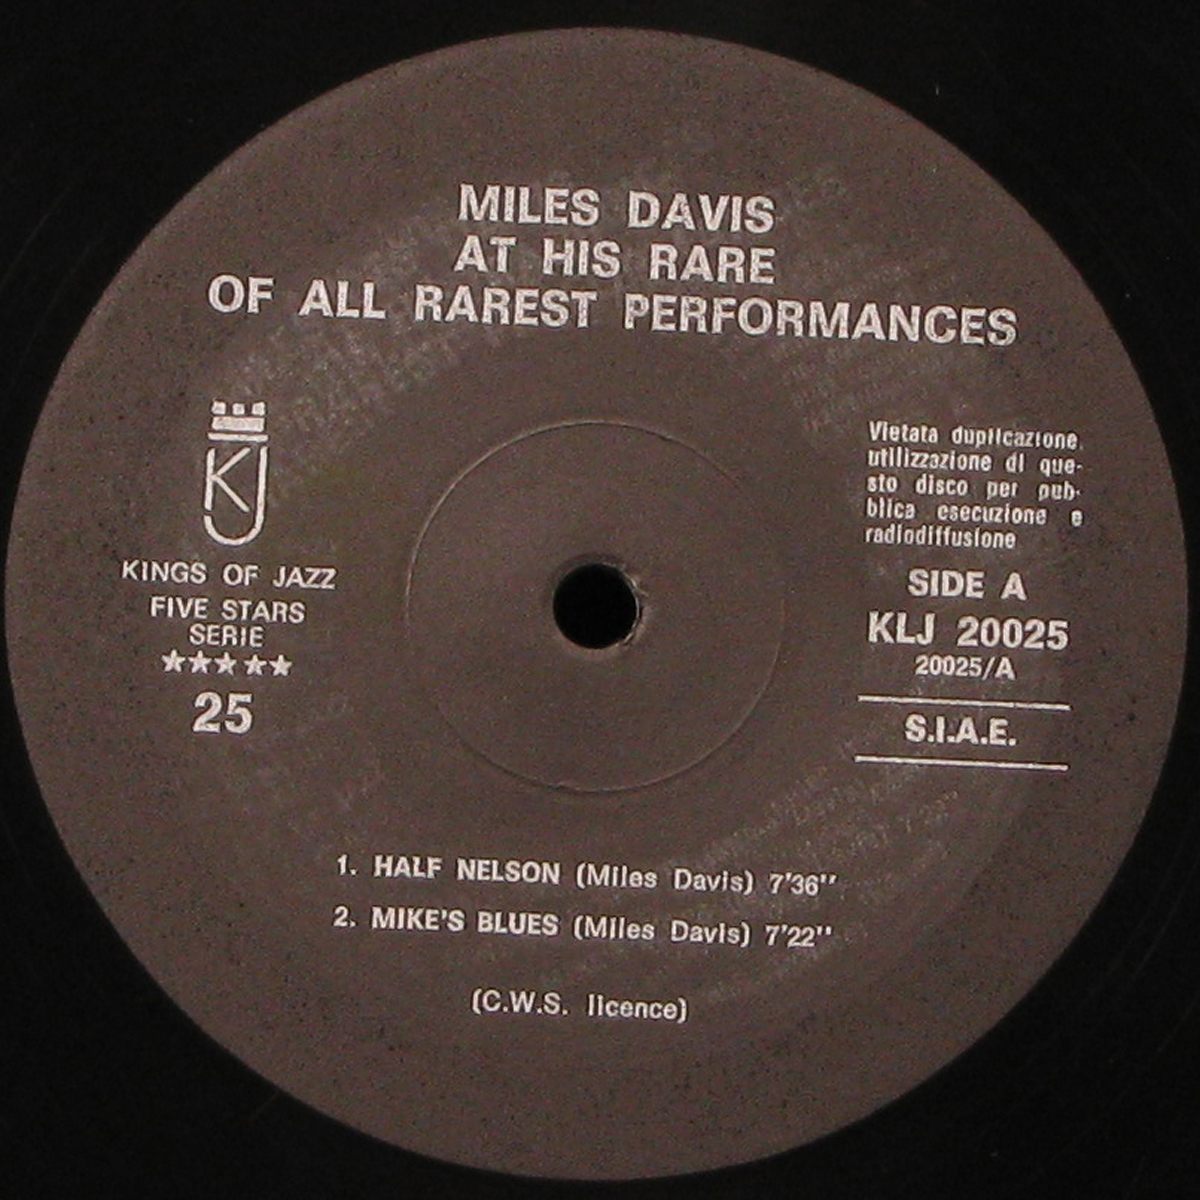 MILES DAVIS
AT HIS RARE
OF ALL RAREST PERFORMANCES
KJ
KINGS OF JAZZ
FIVE STARS
SERIE
★★★★★
25
Vietata duplicazione,
utilizzazione di que-
sto disco per pub-
blica esecuzione e
radiodiffusione
SIDE A
KLJ 20025
20025/A
S.I.A.E.
1. HALF NELSON (Miles Davis) 7'36"
2. MIKE'S BLUES (Miles Davis) 7'22"
(C.W.S. licence)